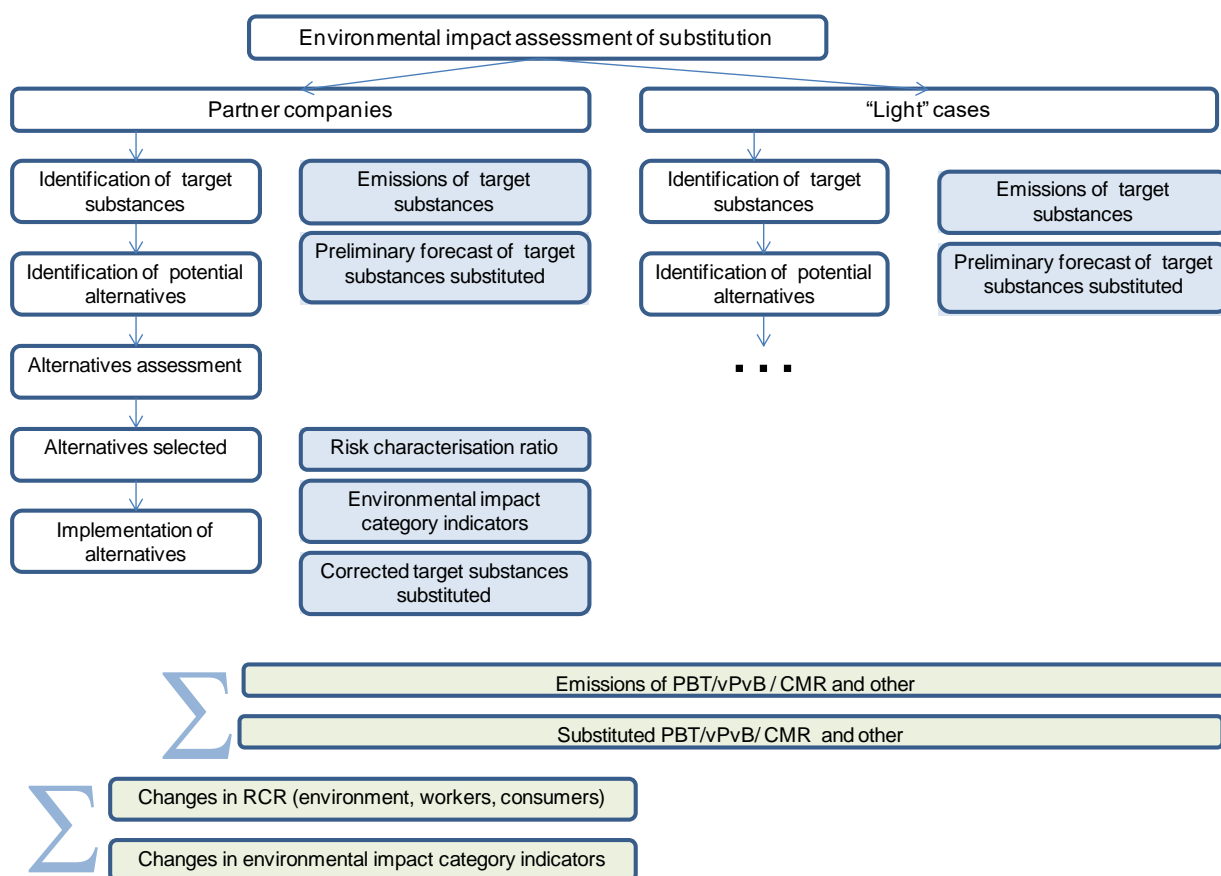 Environmental impact assessment of substitution
Partner companies
“Light” cases
Identification of target
substances
Emissions of target
substances
Identification of target
substances
Emissions of target
substances
Preliminary forecast of target
substances substituted
Identification of potential
alternatives
Identification of potential
alternatives
Preliminary forecast of target
substances substituted
Alternatives assessment
. . .
Alternatives selected
Risk characterisation ratio
Environmental impact
category indicators
Implementation of
alternatives
Corrected target substances
substituted
∑
Emissions of PBT/vPvB / CMR and other
Substituted PBT/vPvB/ CMR and other
∑
Changes in RCR (environment, workers, consumers)
Changes in environmental impact category indicators